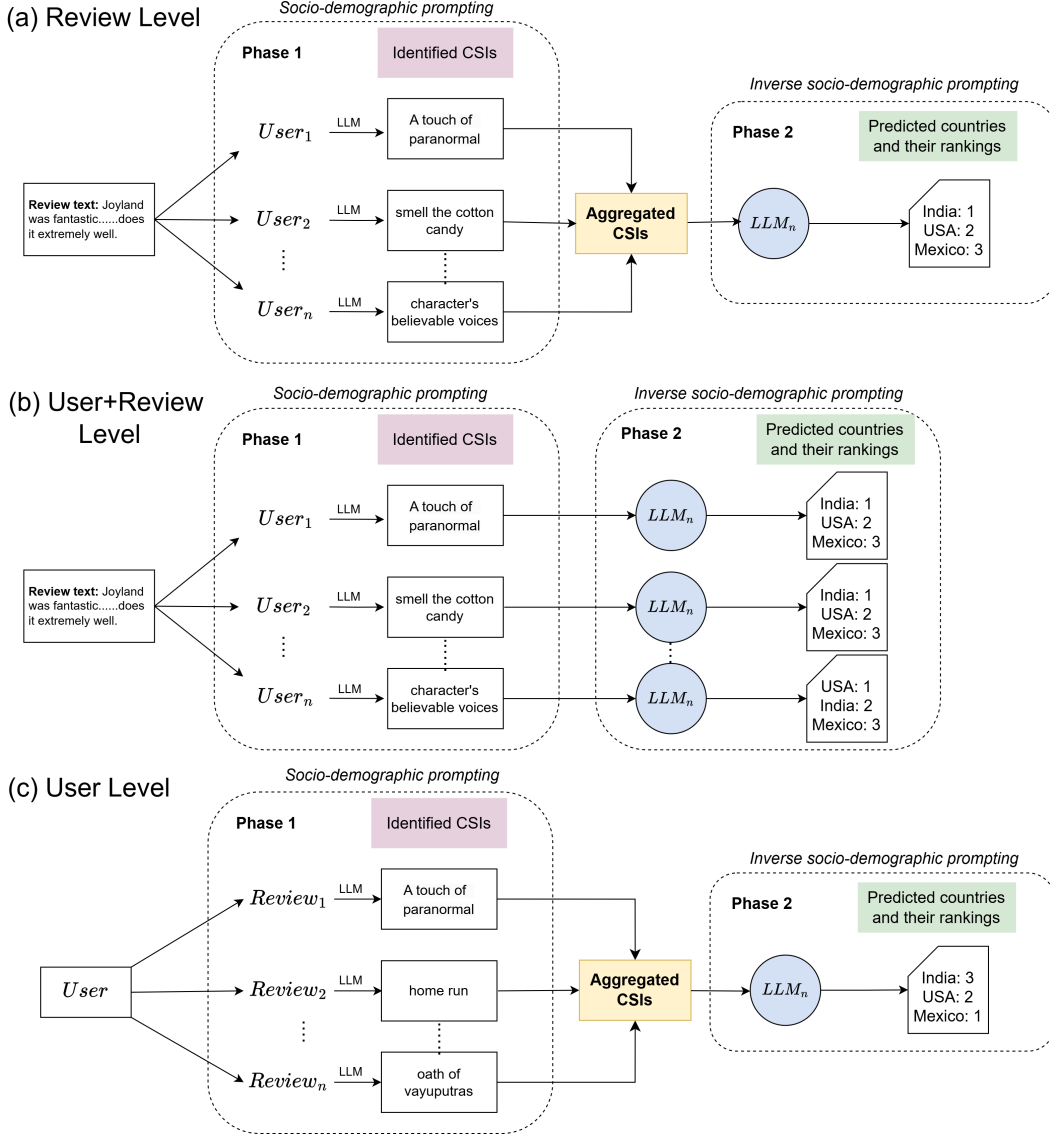 (a) Review Level
Socio-demographic prompting
Phase 1
Identified CSIs
Review text: Joyland
was fantastic......does
it extremely well.
User1
LLM
A touch of
paranormal
User2
LLM
smell the cotton
candy
Usern
LLM
character's
believable voices
Aggregated
CSIs
Inverse socio-demographic prompting
Phase 2
Predicted countries
and their rankings
LLMn
India: 1
USA: 2
Mexico: 3
(b) User+Review
Level
Socio-demographic prompting
Phase 1
Identified CSIs
Review text: Joyland
was fantastic......does
it extremely well.
User1
LLM
A touch of
paranormal
User2
LLM
smell the cotton
candy
Usern
LLM
character's
believable voices
Inverse socio-demographic prompting
Phase 2
Predicted countries
and their rankings
LLMn
India: 1
USA: 2
Mexico: 3
LLMn
India: 1
USA: 2
Mexico: 3
LLMn
USA: 1
India: 2
Mexico: 3
(c) User Level
Socio-demographic prompting
Phase 1
Identified CSIs
User
Review1
LLM
A touch of
paranormal
Review2
LLM
home run
Reviewn
LLM
oath of
vayuputras
Aggregated
CSIs
Inverse socio-demographic prompting
Phase 2
Predicted countries
and their rankings
LLMn
India: 3
USA: 2
Mexico: 1